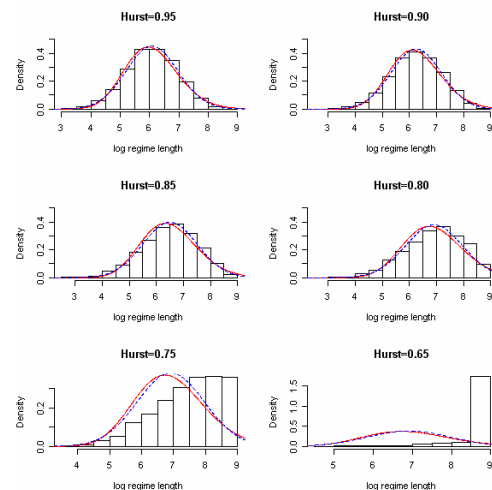 Hurst=0.95
Density
0.0 0.2 0.4
3 4 5 6 7 8 9
log regime length
Hurst=0.90
Density
0.0 0.2 0.4
3 4 5 6 7 8 9
log regime length
Hurst=0.85
Density
0.0 0.2 0.4
3 4 5 6 7 8 9
log regime length
Hurst=0.80
Density
0.0 0.2 0.4
3 4 5 6 7 8 9
log regime length
Hurst=0.75
Density
0.0 0.2
4 5 6 7 8 9
log regime length
Hurst=0.65
Density
0.0 0.5 1.0 1.5
5 6 7 8 9
log regime length